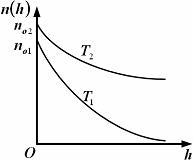 n(h)
n_{o2}
n_{o1}
T_2
T_1
O
h